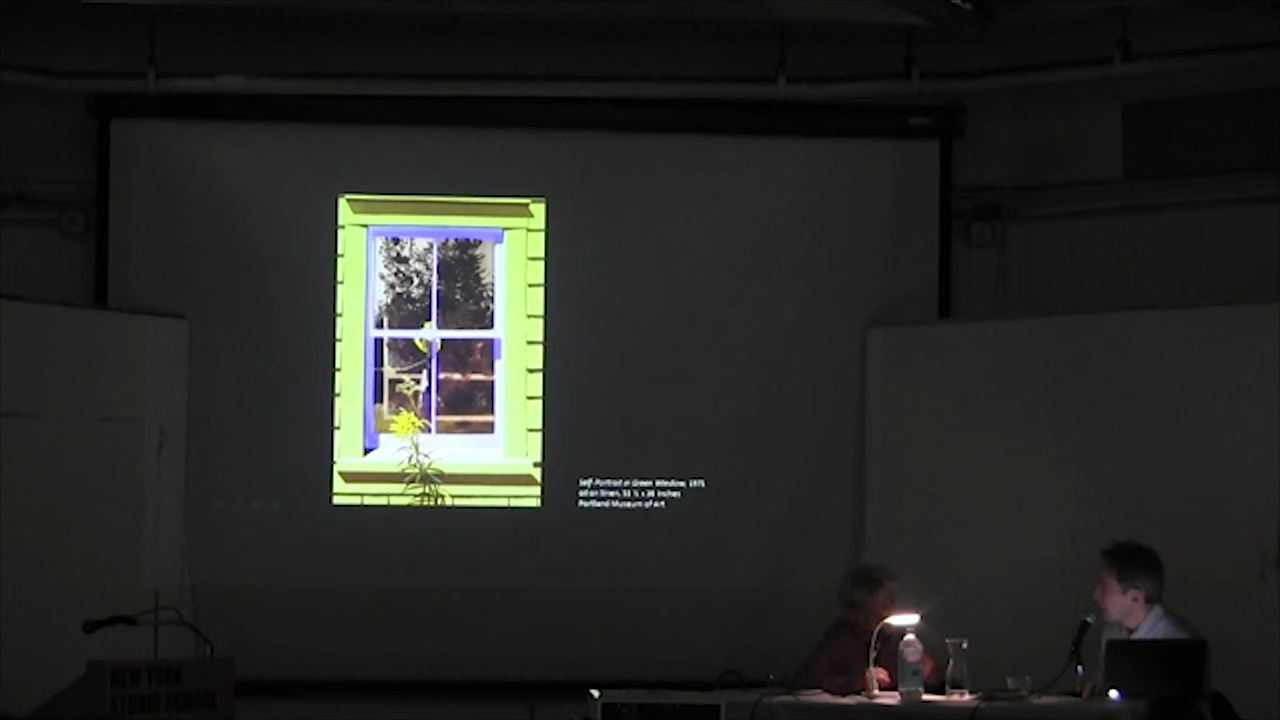 Self-Portrait in Green Window, 1971
oil on linen, 53 ½ x 36 inches
Portland Museum of Art
NEW YORK
STUDIO SCHOOL